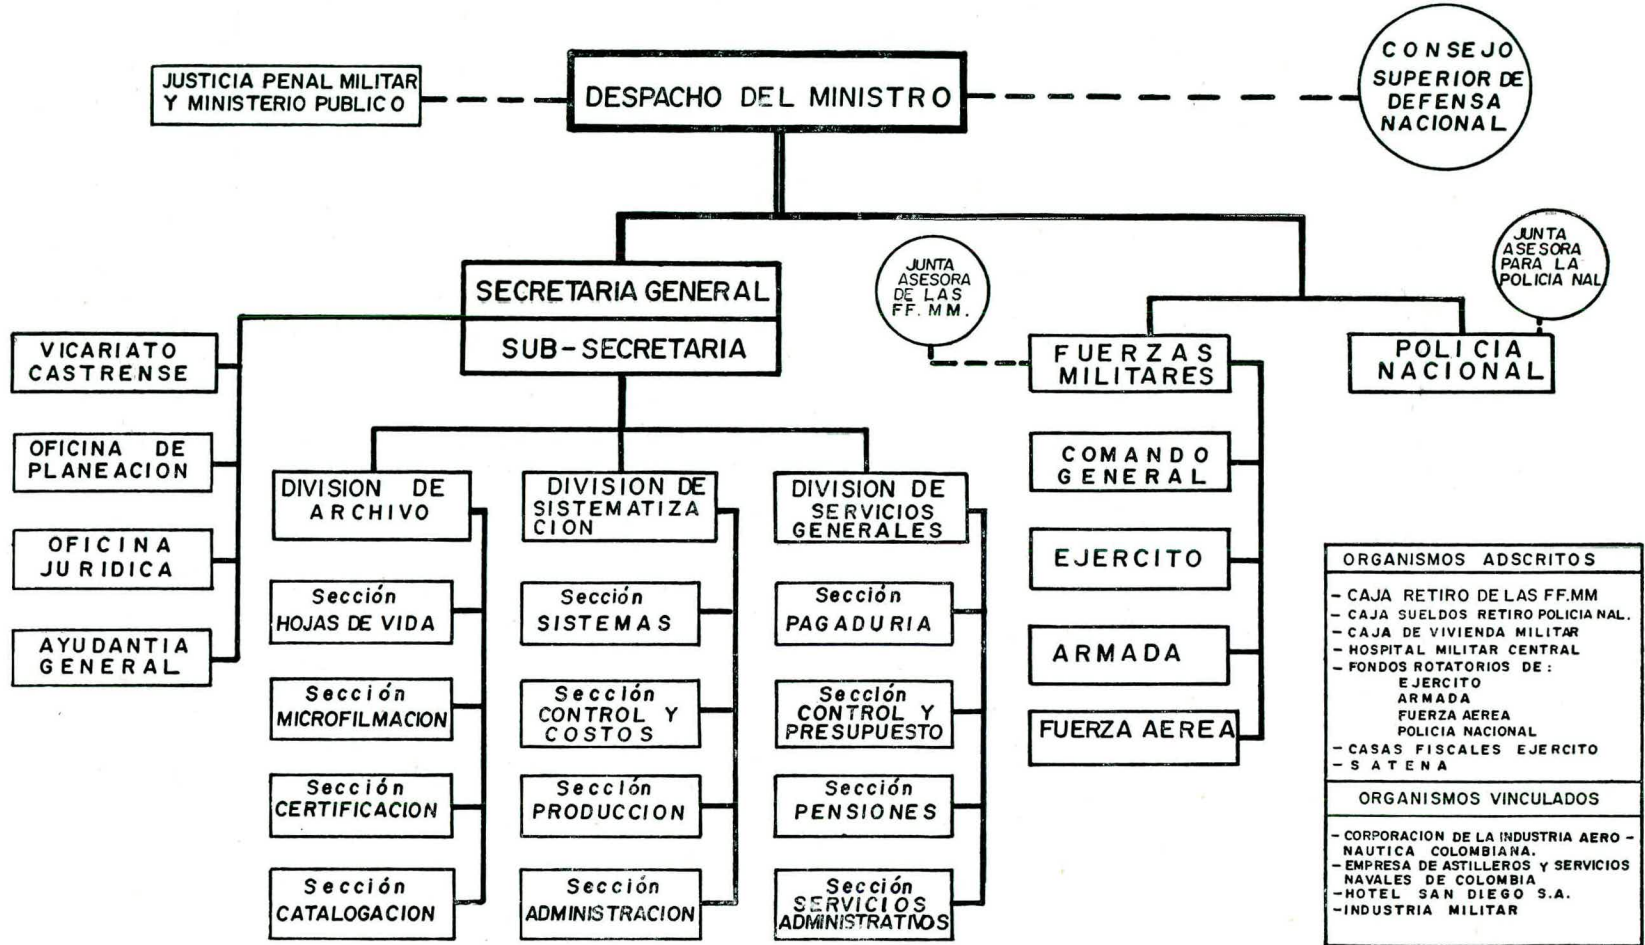 JUSTICIA PENAL MILITAR
Y MINISTERIO PUBLICO
DESPACHO DEL MINISTRO
CONSEJO
SUPERIOR DE
DEFENSA
NACIONAL
SECRETARIA GENERAL
SUB-SECRETARIA
JUNTA
ASESORA
DE LAS
FF. MM.
JUNTA
ASESORA
PARA LA
POLICIA NAL
VICARIATO
CASTRENSE
OFICINA DE
PLANEACION
OFICINA
JURIDICA
AYUDANTIA
GENERAL
DIVISION DE
ARCHIVO
Sección
HOJAS DE VIDA
Sección
MICROFILMACION
Sección
CERTIFICACION
Sección
CATALOGACION
DIVISION DE
SISTEMATIZA
CION
Sección
SISTEMAS
Sección
CONTROL Y
COSTOS
Sección
PRODUCCION
Sección
ADMINISTRACION
DIVISION DE
SERVICIOS
GENERALES
Sección
PAGADURIA
Sección
CONTROL Y
PRESUPUESTO
Sección
PENSIONES
Sección
SERVICIOS
ADMINISTRATIVOS
FUERZAS
MILITARES
COMANDO
GENERAL
EJERCITO
ARMADA
FUERZA AEREA
POLICIA
NACIONAL
ORGANISMOS ADSCRITOS
- CAJA RETIRO DE LAS FF.MM
- CAJA SUELDOS RETIRO POLICIA NAL.
- CAJA DE VIVIENDA MILITAR
- HOSPITAL MILITAR CENTRAL
- FONDOS ROTATORIOS DE :
EJERCITO
ARMADA
FUERZA AEREA
POLICIA NACIONAL
- CASAS FISCALES EJERCITO
- S A T E N A
ORGANISMOS VINCULADOS
- CORPORACION DE LA INDUSTRIA AERO -
NAUTICA COLOMBIANA.
- EMPRESA DE ASTILLEROS Y SERVICIOS
NAVALES DE COLOMBIA
- HOTEL SAN DIEGO S.A.
- INDUSTRIA MILITAR